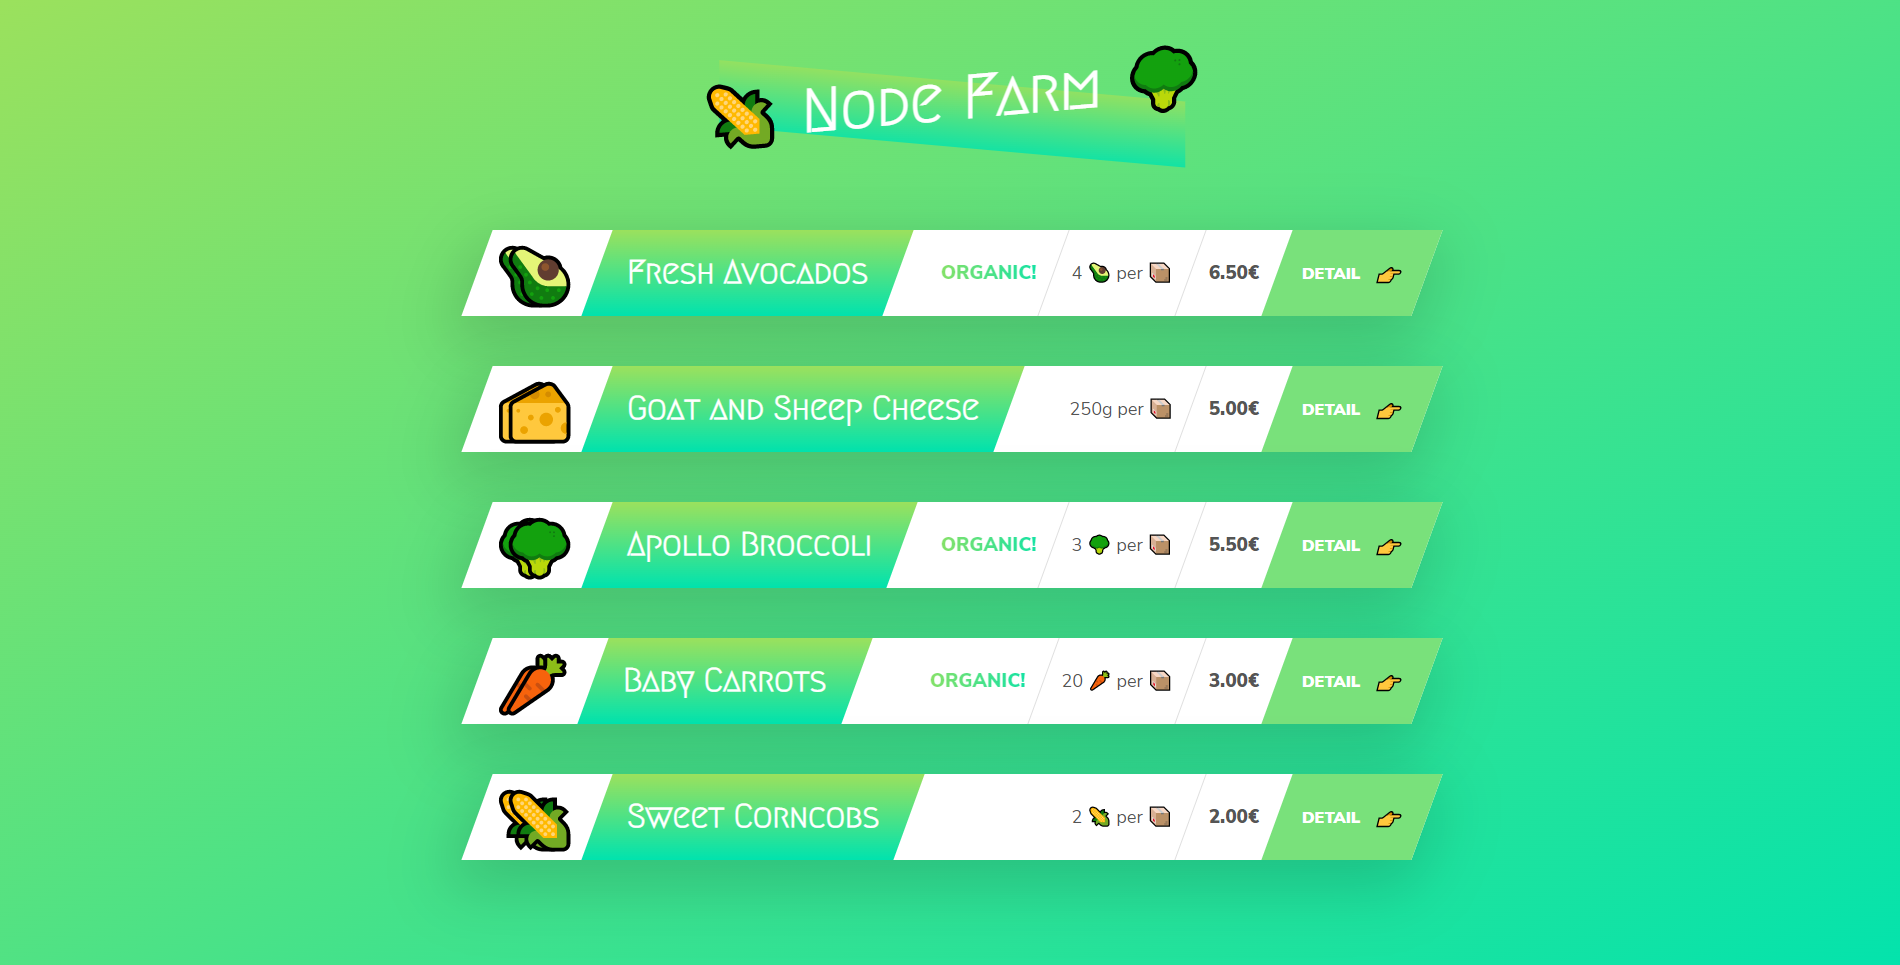 Node Farm
Fresh Avocados ORGANIC! 4 🥑 per 📦 6.50€ DETAIL 👉
Goat and Sheep Cheese 250g per 📦 5.00€ DETAIL 👉
Apollo Broccoli ORGANIC! 3 🥦 per 📦 5.50€ DETAIL 👉
Baby Carrots ORGANIC! 20 🥕 per 📦 3.00€ DETAIL 👉
Sweet Corncobs 2 🌽 per 📦 2.00€ DETAIL 👉